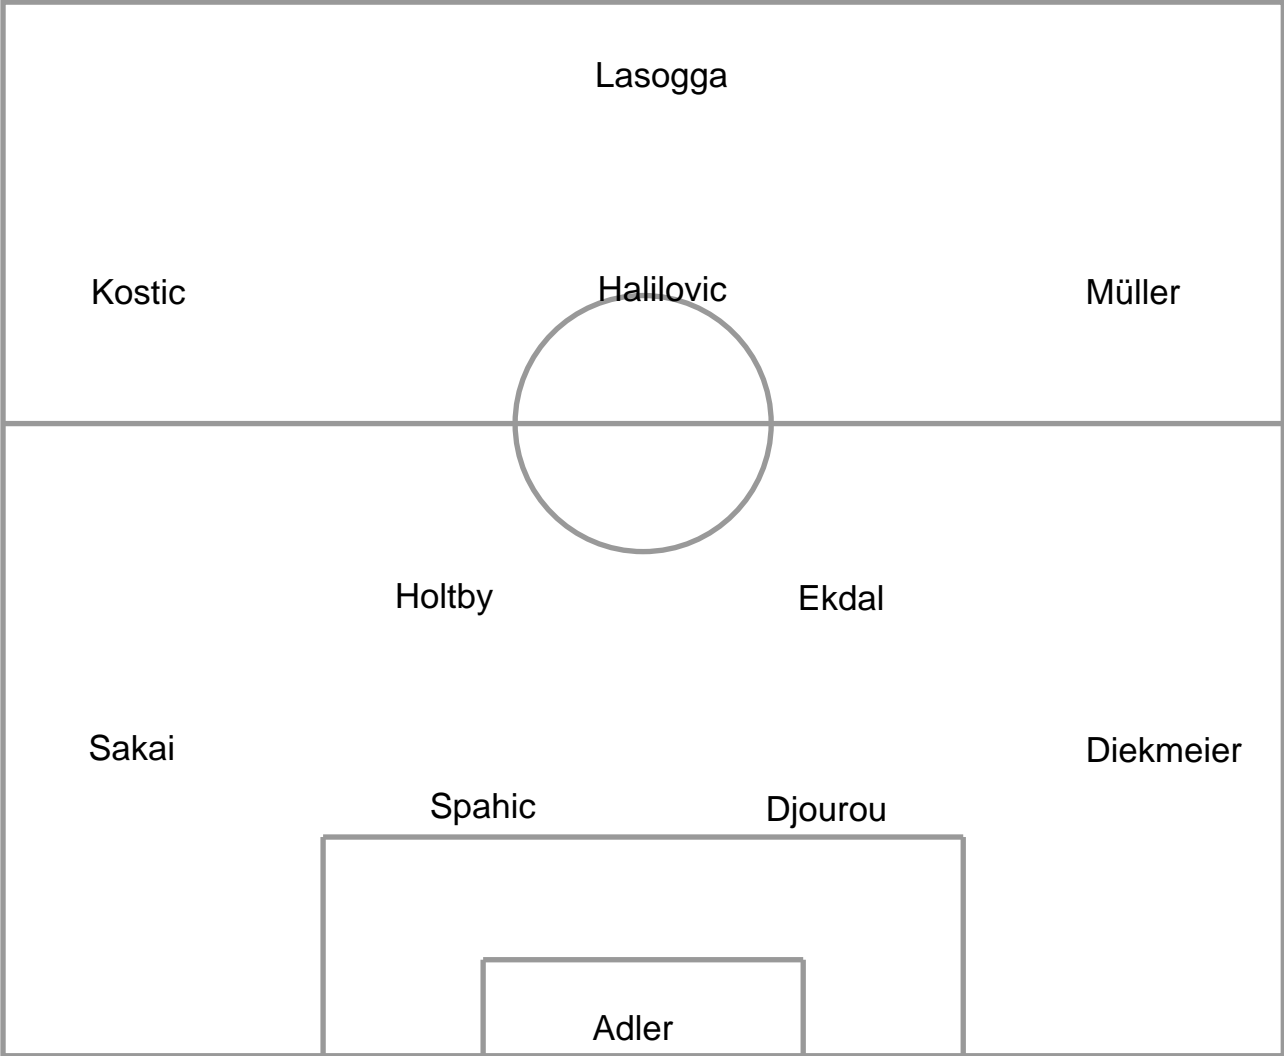 Lasogga
Kostic
Halilovic
Müller
Holtby
Ekdal
Sakai
Diekmeier
Spahic
Djourou
Adler